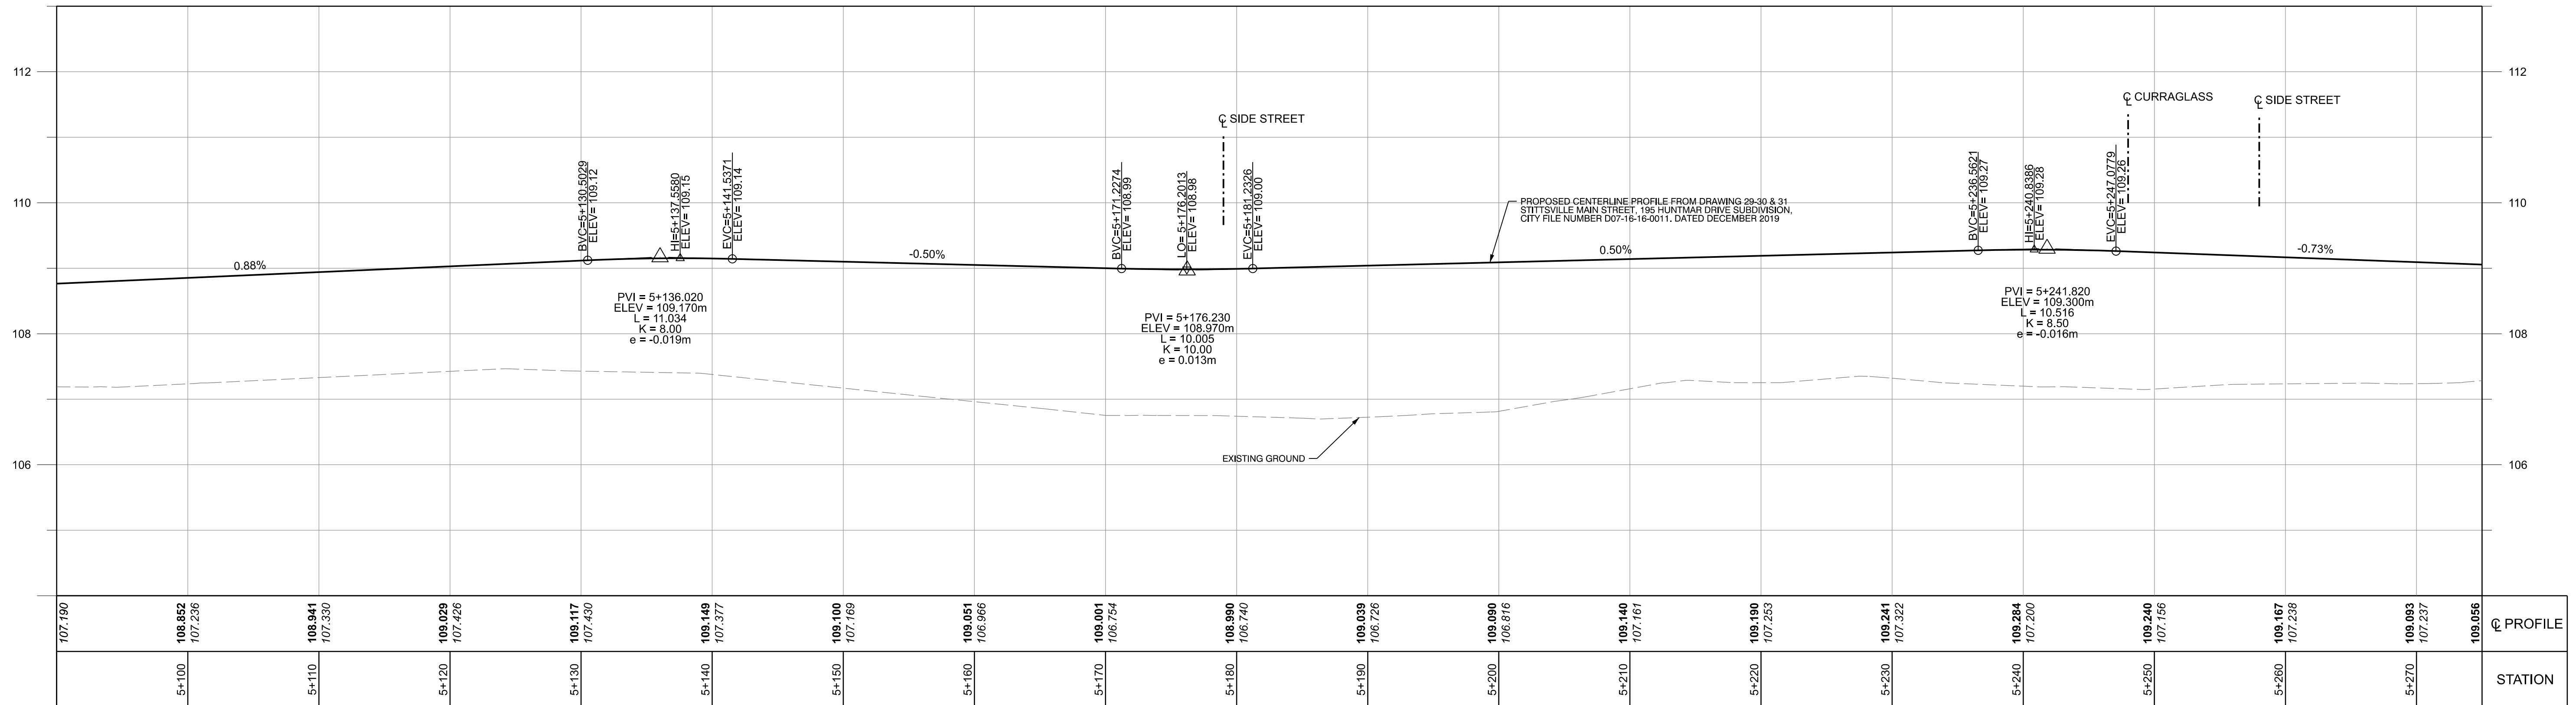 112
112
℄ CURRAGLASS
℄ SIDE STREET
℄ SIDE STREET
BVC=5+130.5029
ELEV= 109.12
HI=5+137.5580
ELEV= 109.15
EVC=5+141.5371
ELEV= 109.14
BVC=5+171.2274
ELEV= 108.99
LO= 5+176.2013
ELEV= 108.98
EVC=5+181.2326
ELEV= 109.00
BVC=5+236.5621
ELEV= 109.27
HI=5+240.8386
ELEV= 109.28
EVC=5+247.0779
ELEV= 109.26
110
110
PROPOSED CENTERLINE PROFILE FROM DRAWING 29-30 & 31
STITTSVILLE MAIN STREET, 195 HUNTMAR DRIVE SUBDIVISION,
CITY FILE NUMBER D07-16-16-0011. DATED DECEMBER 2019
0.88%
-0.50%
0.50%
-0.73%
PVI = 5+136.020
ELEV = 109.170m
L = 11.034
K = 8.00
e = -0.019m
PVI = 5+176.230
ELEV = 108.970m
L = 10.005
K = 10.00
e = 0.013m
PVI = 5+241.820
ELEV = 109.300m
L = 10.516
K = 8.50
e = -0.016m
108
108
EXISTING GROUND
106
106
107.190
108.852
107.236
108.941
107.330
109.029
107.426
109.117
107.430
109.149
107.377
109.100
107.169
109.051
106.966
109.001
106.754
108.990
106.740
109.039
106.726
109.090
106.816
109.140
107.161
109.190
107.253
109.241
107.322
109.284
107.200
109.240
107.156
109.167
107.238
109.093
107.237
109.056
℄ PROFILE
5+100
5+110
5+120
5+130
5+140
5+150
5+160
5+170
5+180
5+190
5+200
5+210
5+220
5+230
5+240
5+250
5+260
5+270
STATION